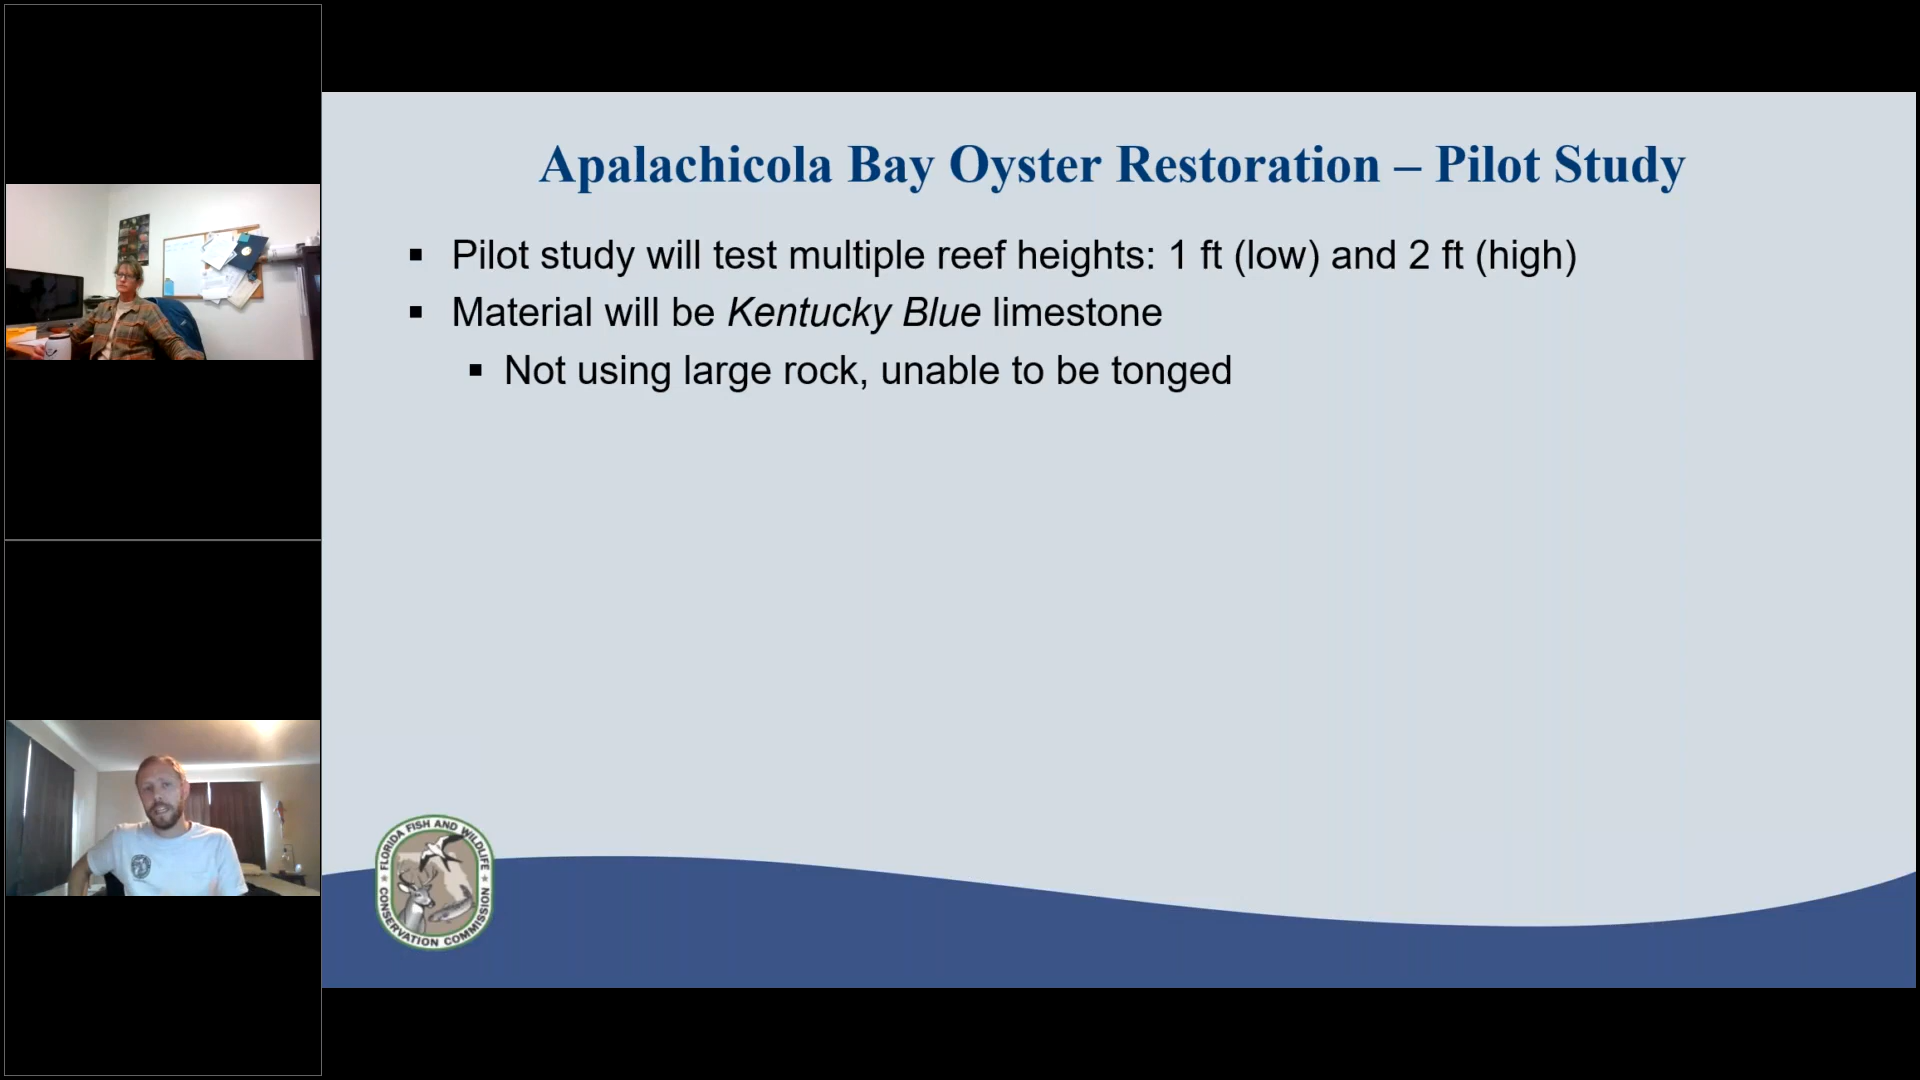 Apalachicola Bay Oyster Restoration – Pilot Study
▪ Pilot study will test multiple reef heights: 1 ft (low) and 2 ft (high)
▪ Material will be Kentucky Blue limestone
▪ Not using large rock, unable to be tonged
FLORIDA FISH AND WILDLIFE
CONSERVATION COMMISSION